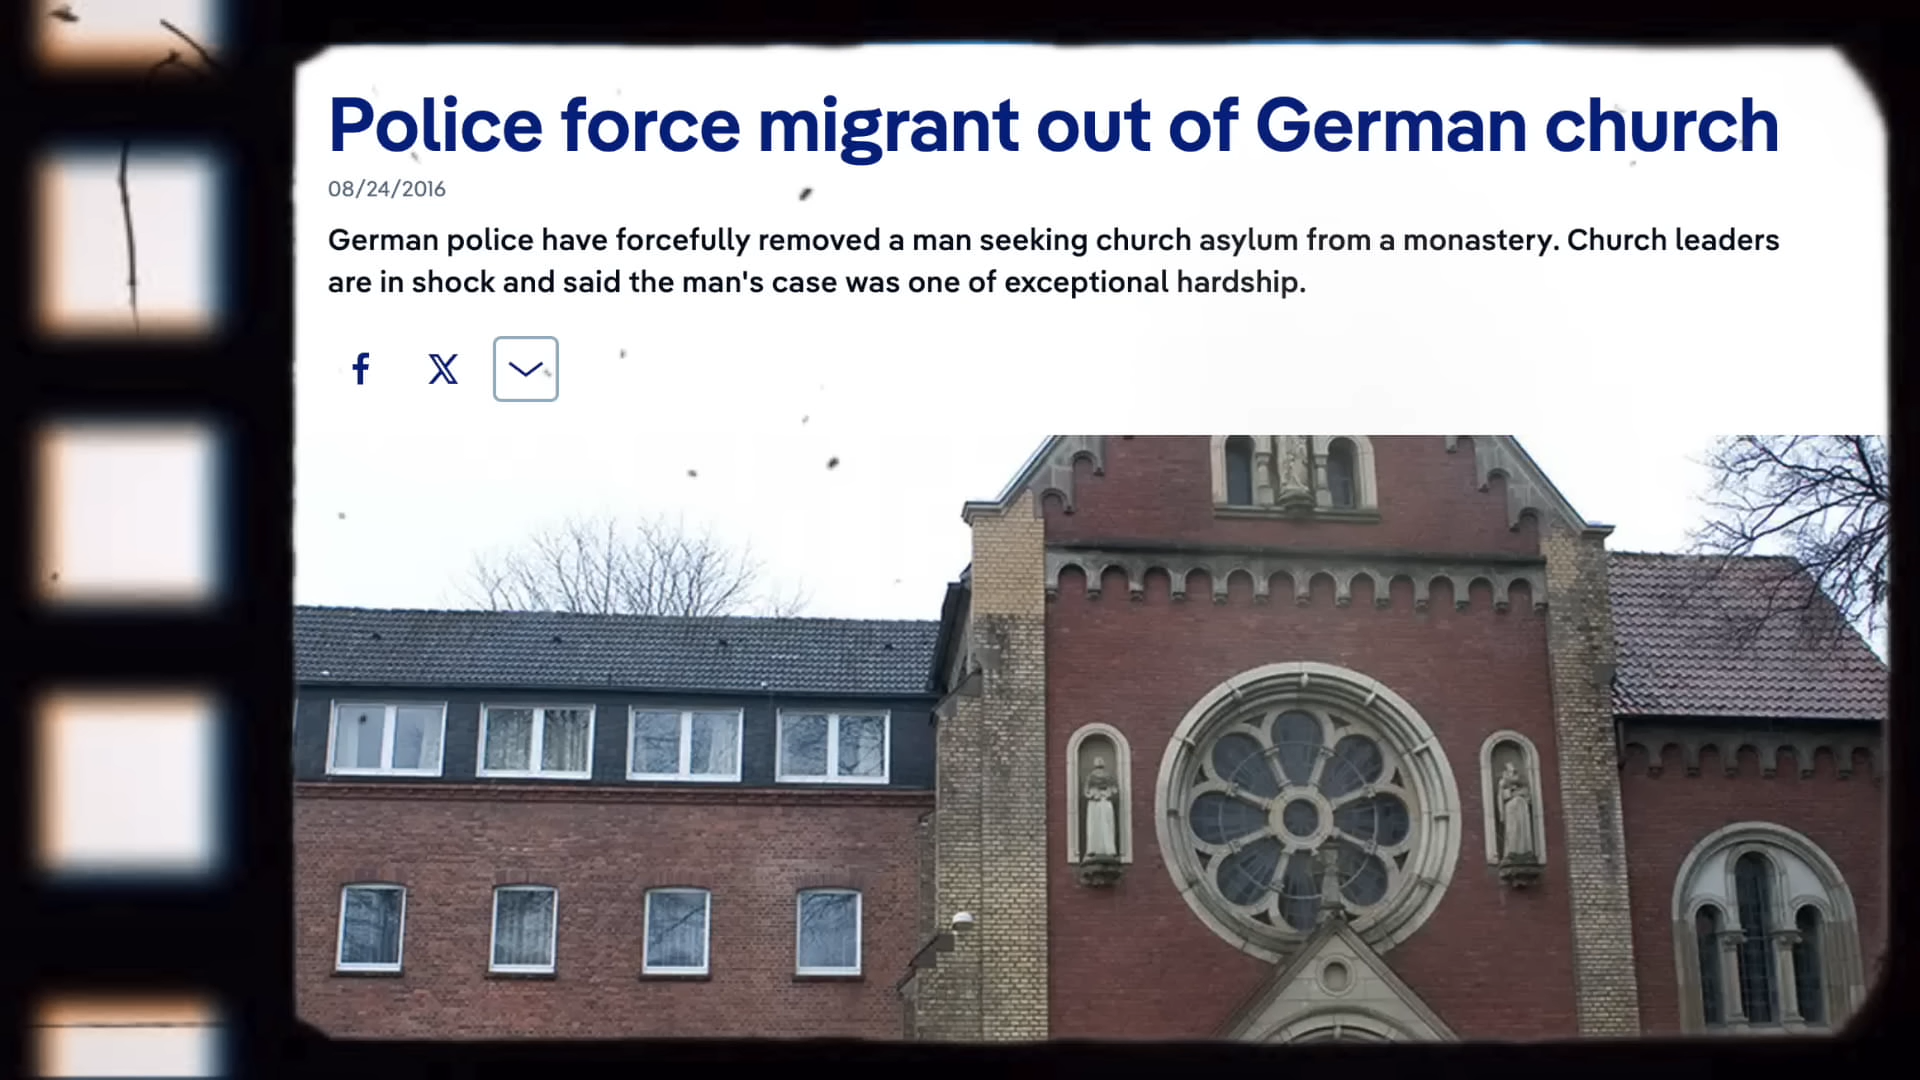 Police force migrant out of German church
08/24/2016
German police have forcefully removed a man seeking church asylum from a monastery. Church leaders
are in shock and said the man's case was one of exceptional hardship.